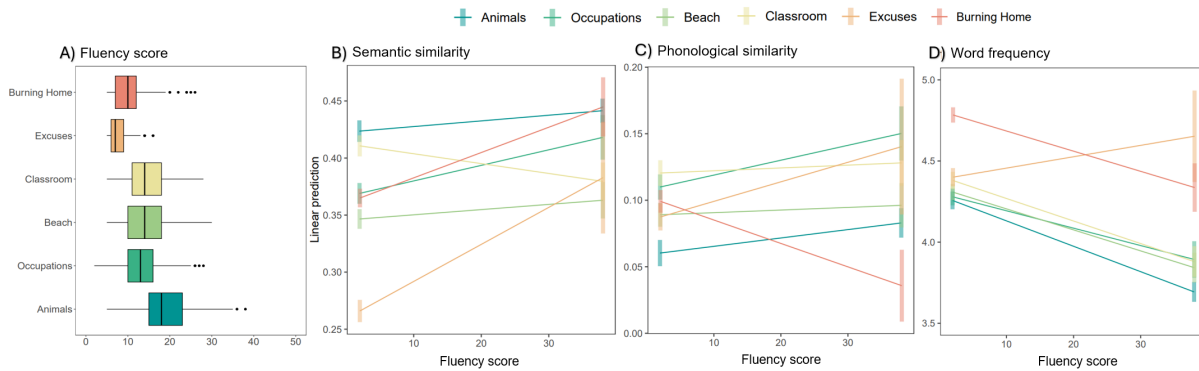 Animals Occupations Beach Classroom Excuses Burning Home
A) Fluency score
Burning Home
Excuses
Classroom
Beach
Occupations
Animals
0 10 20 30 40 50
B) Semantic similarity
Linear prediction
0.45
0.40
0.35
0.30
0.25
10 20 30
Fluency score
C) Phonological similarity
0.20
0.15
0.10
0.05
0.00
10 20 30
Fluency score
D) Word frequency
5.0
4.5
4.0
3.5
10 20 30
Fluency score